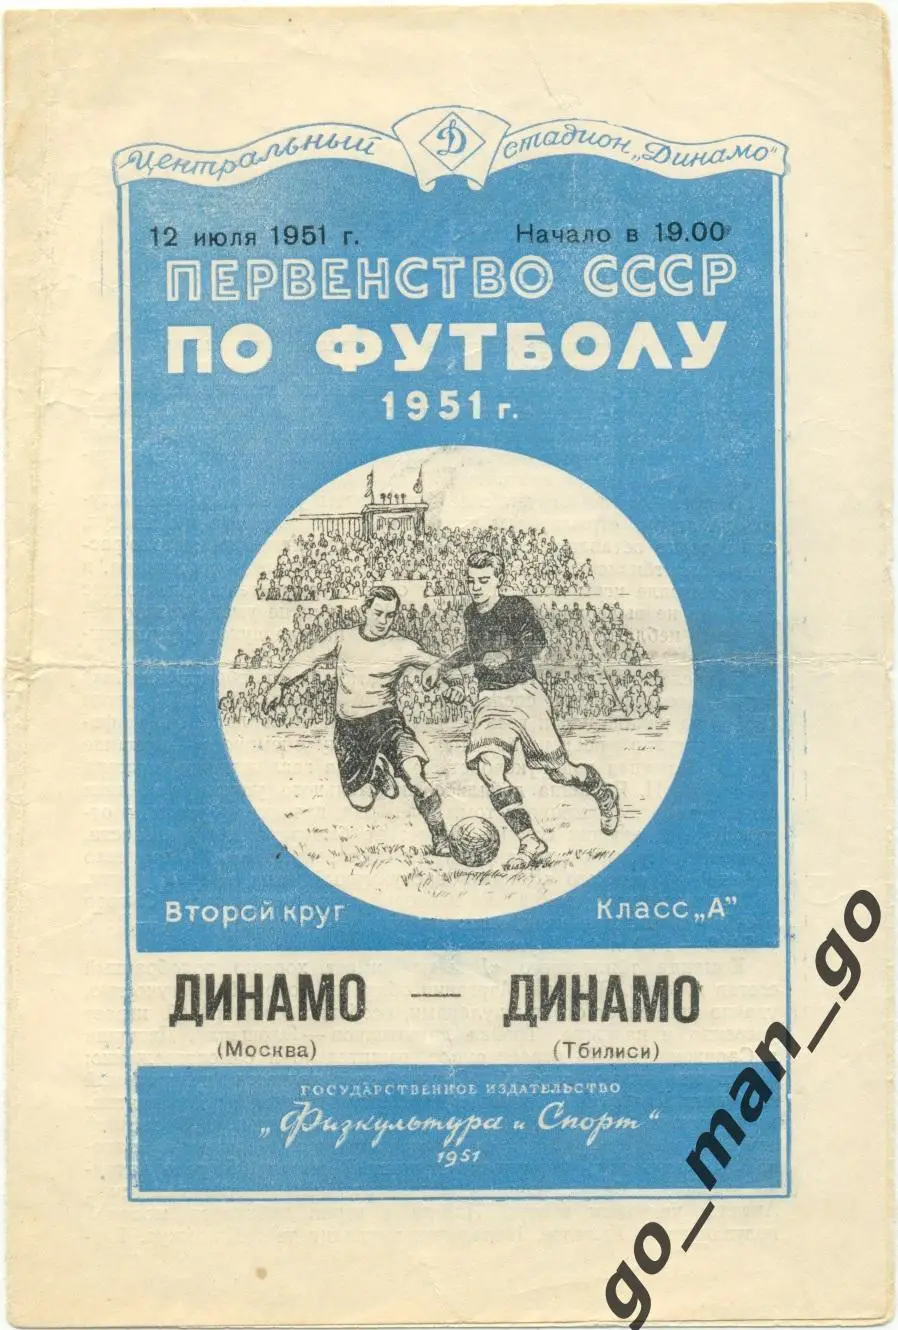 Центральный стадион „Динамо"
Д
12 июля 1951 г. Начало в 19.00
ПЕРВЕНСТВО СССР
ПО ФУТБОЛУ
1951 г.
Второй круг Класс „А"
ДИНАМО — ДИНАМО
(Москва) (Тбилиси)
ГОСУДАРСТВЕННОЕ ИЗДАТЕЛЬСТВО
„Физкультура и Спорт"
1951
go_man_go